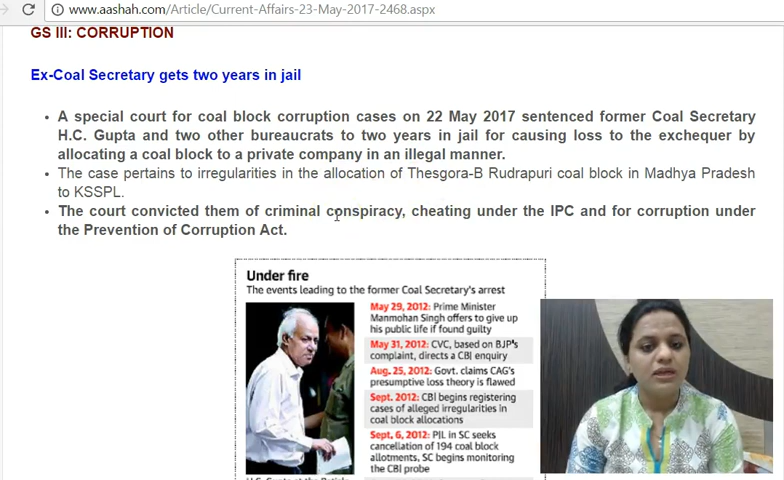 www.aashah.com/Article/Current-Affairs-23-May-2017-2468.aspx
GS III: CORRUPTION
Ex-Coal Secretary gets two years in jail
• A special court for coal block corruption cases on 22 May 2017 sentenced former Coal Secretary
H.C. Gupta and two other bureaucrats to two years in jail for causing loss to the exchequer by
allocating a coal block to a private company in an illegal manner.
• The case pertains to irregularities in the allocation of Thesgora-B Rudrapuri coal block in Madhya Pradesh
to KSSPL.
• The court convicted them of criminal conspiracy, cheating under the IPC and for corruption under
the Prevention of Corruption Act.
Under fire
The events leading to the former Coal Secretary's arrest
May 29, 2012: Prime Minister
Manmohan Singh offers to give up
his public life if found guilty
May 31, 2012: CVC, based on BJP's
complaint, directs a CBI enquiry
Aug. 25, 2012: Govt. claims CAG's
presumptive loss theory is flawed
Sept. 2012: CBI begins registering
cases of alleged irregularities in
coal block allocations
Sept. 6, 2012: PIL in SC seeks
cancellation of 194 coal block
allotments, SC begins monitoring
the CBI probe